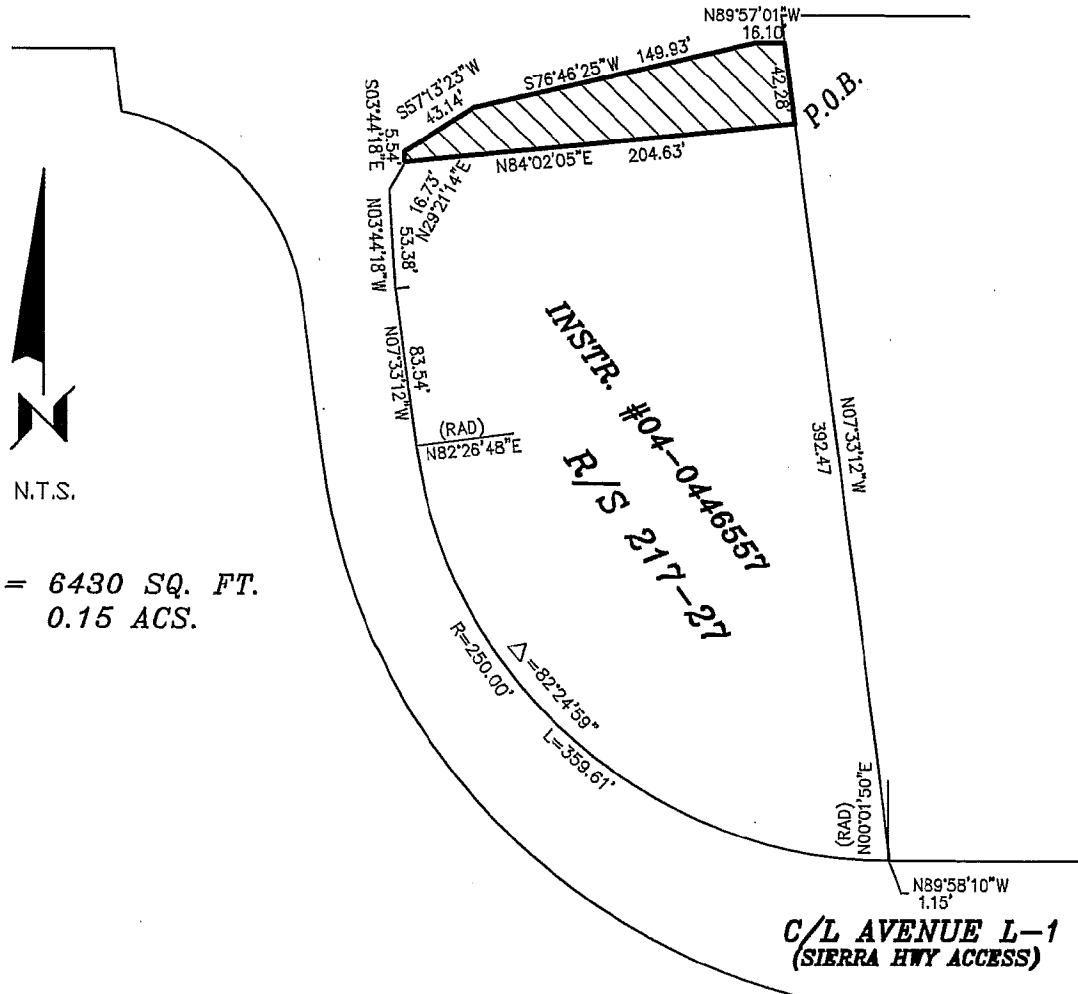 N89°57'01"W
16.10'
149.93'
S76°46'25"W
S57°13'23"W
43.14'
42.28'
P.O.B.
S03°44'18"E
5.54'
N84°02'05"E
204.63'
16.73'
N29°21'14"E
N03°44'18"W
53.38'
N07°33'12"W
83.54'
(RAD)
N82°26'48"E
INSTR. #04-0446557
R/S 217-27
N07°33'12"W
392.47
N
N.T.S.
= 6430 SQ. FT.
0.15 ACS.
R=250.00'
△=82°24'59"
L=359.61'
(RAD)
N00°01'50"E
N89°58'10"W
1.15'
C/L AVENUE L-1
(SIERRA HWY ACCESS)